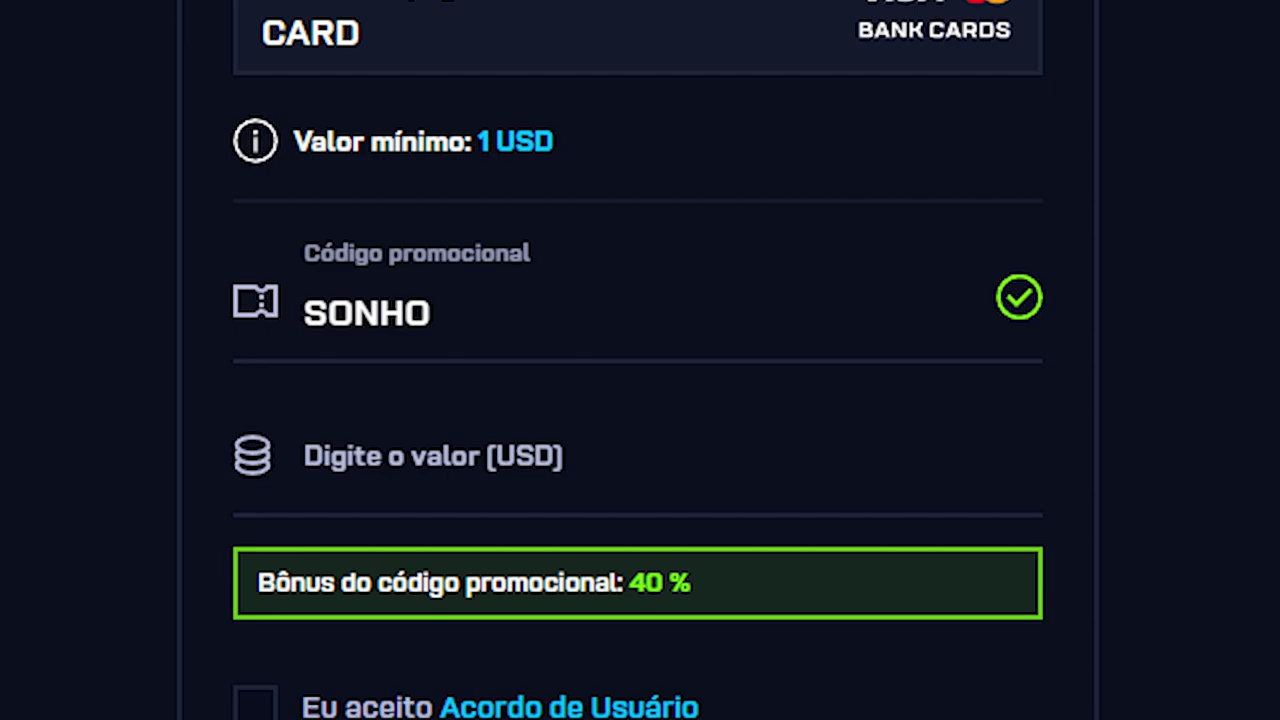 CARD
BANK CARDS
Valor mínimo: 1 USD
Código promocional
SONHO
Digite o valor (USD)
Bônus do código promocional: 40 %
Eu aceito Acordo de Usuário